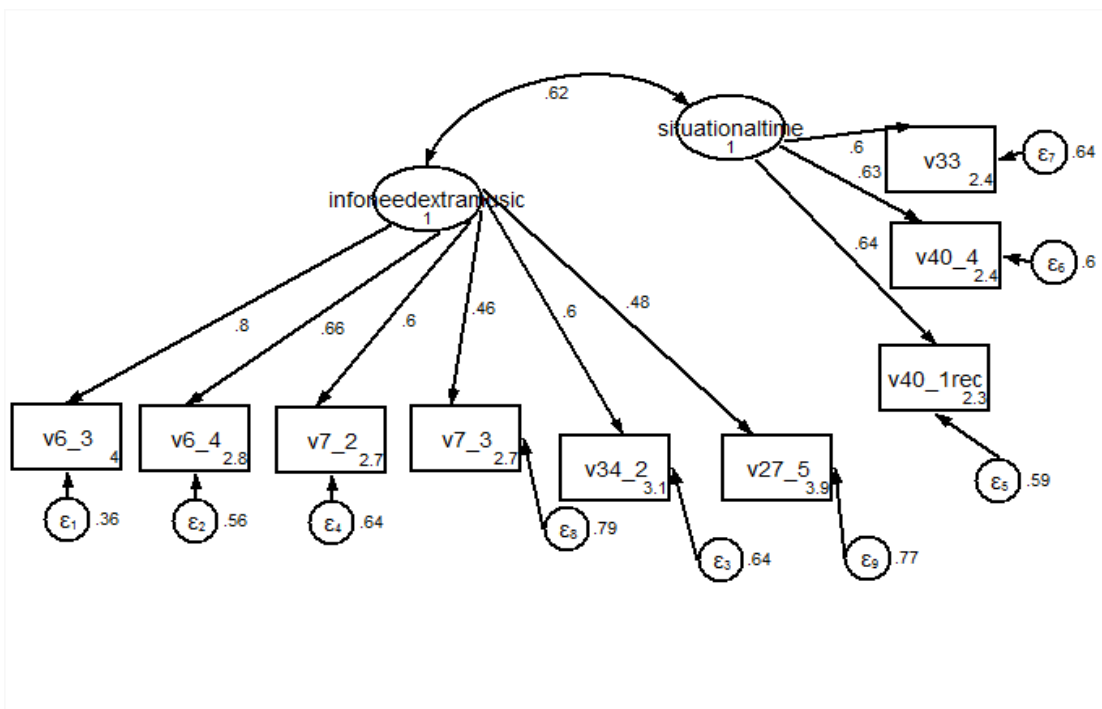 .62
situationaltime
1
.6
v33
2.4
ε7
.64
.63
infoneedextramusic
1
v40_4
2.4
ε6
.6
.64
.8
.66
.6
.46
.6
.48
v40_1rec
2.3
v6_3
4
v6_4
2.8
v7_2
2.7
v7_3
2.7
v34_2
3.1
v27_5
3.9
ε5
.59
ε1
.36
ε2
.56
ε4
.64
ε8
.79
ε3
.64
ε9
.77